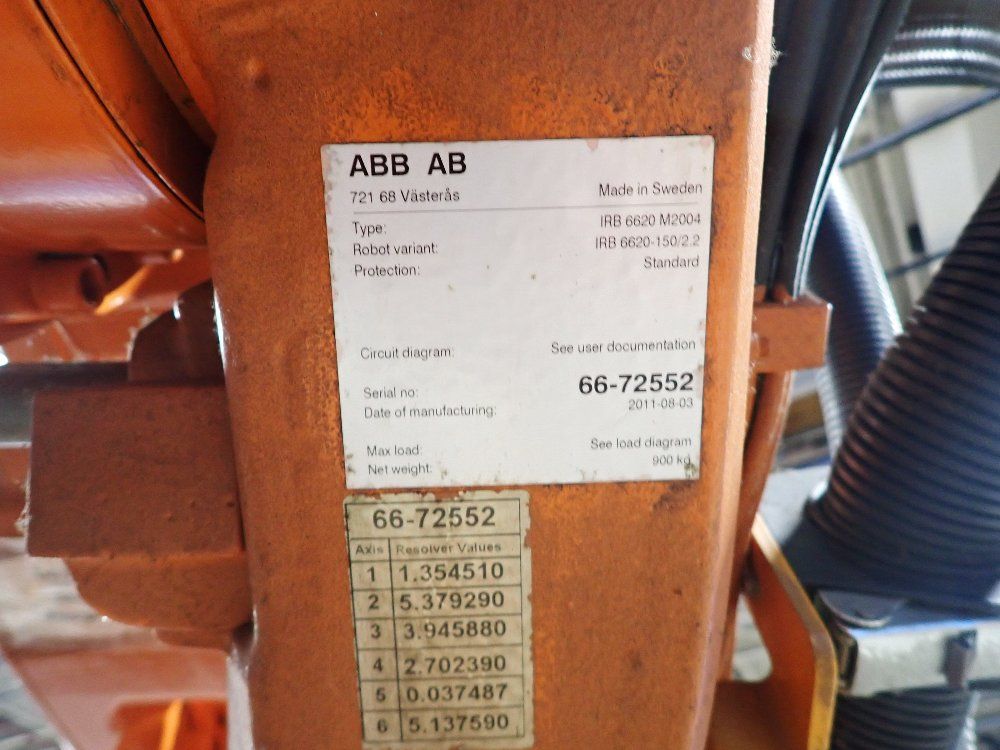 ABB AB
721 68 Västerås Made in Sweden
Type: IRB 6620 M2004
Robot variant: IRB 6620-150/2.2
Protection: Standard
Circuit diagram: See user documentation
Serial no: 66-72552
Date of manufacturing: 2011-08-03
Max load: See load diagram
Net weight: 900 kg
66-72552
Axis Resolver Values
1 1.354510
2 5.379290
3 3.945880
4 2.702390
5 0.037487
6 5.137590